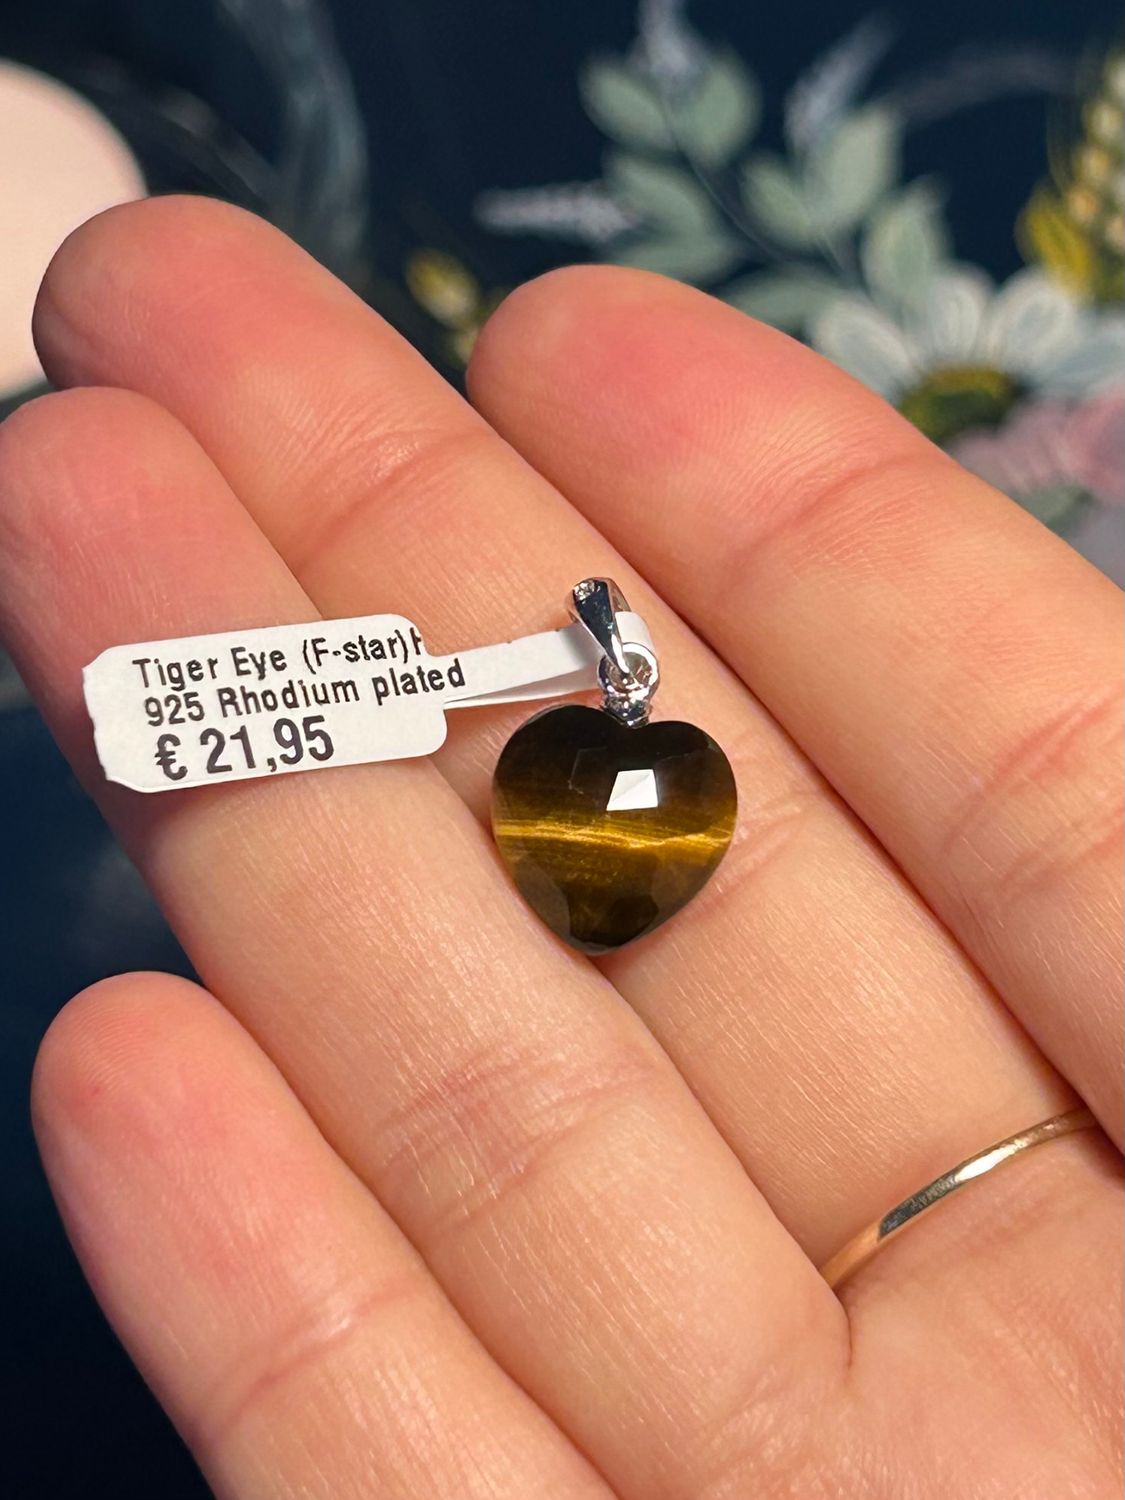 Tiger Eye (F-star)
925 Rhodium plated
€ 21,95